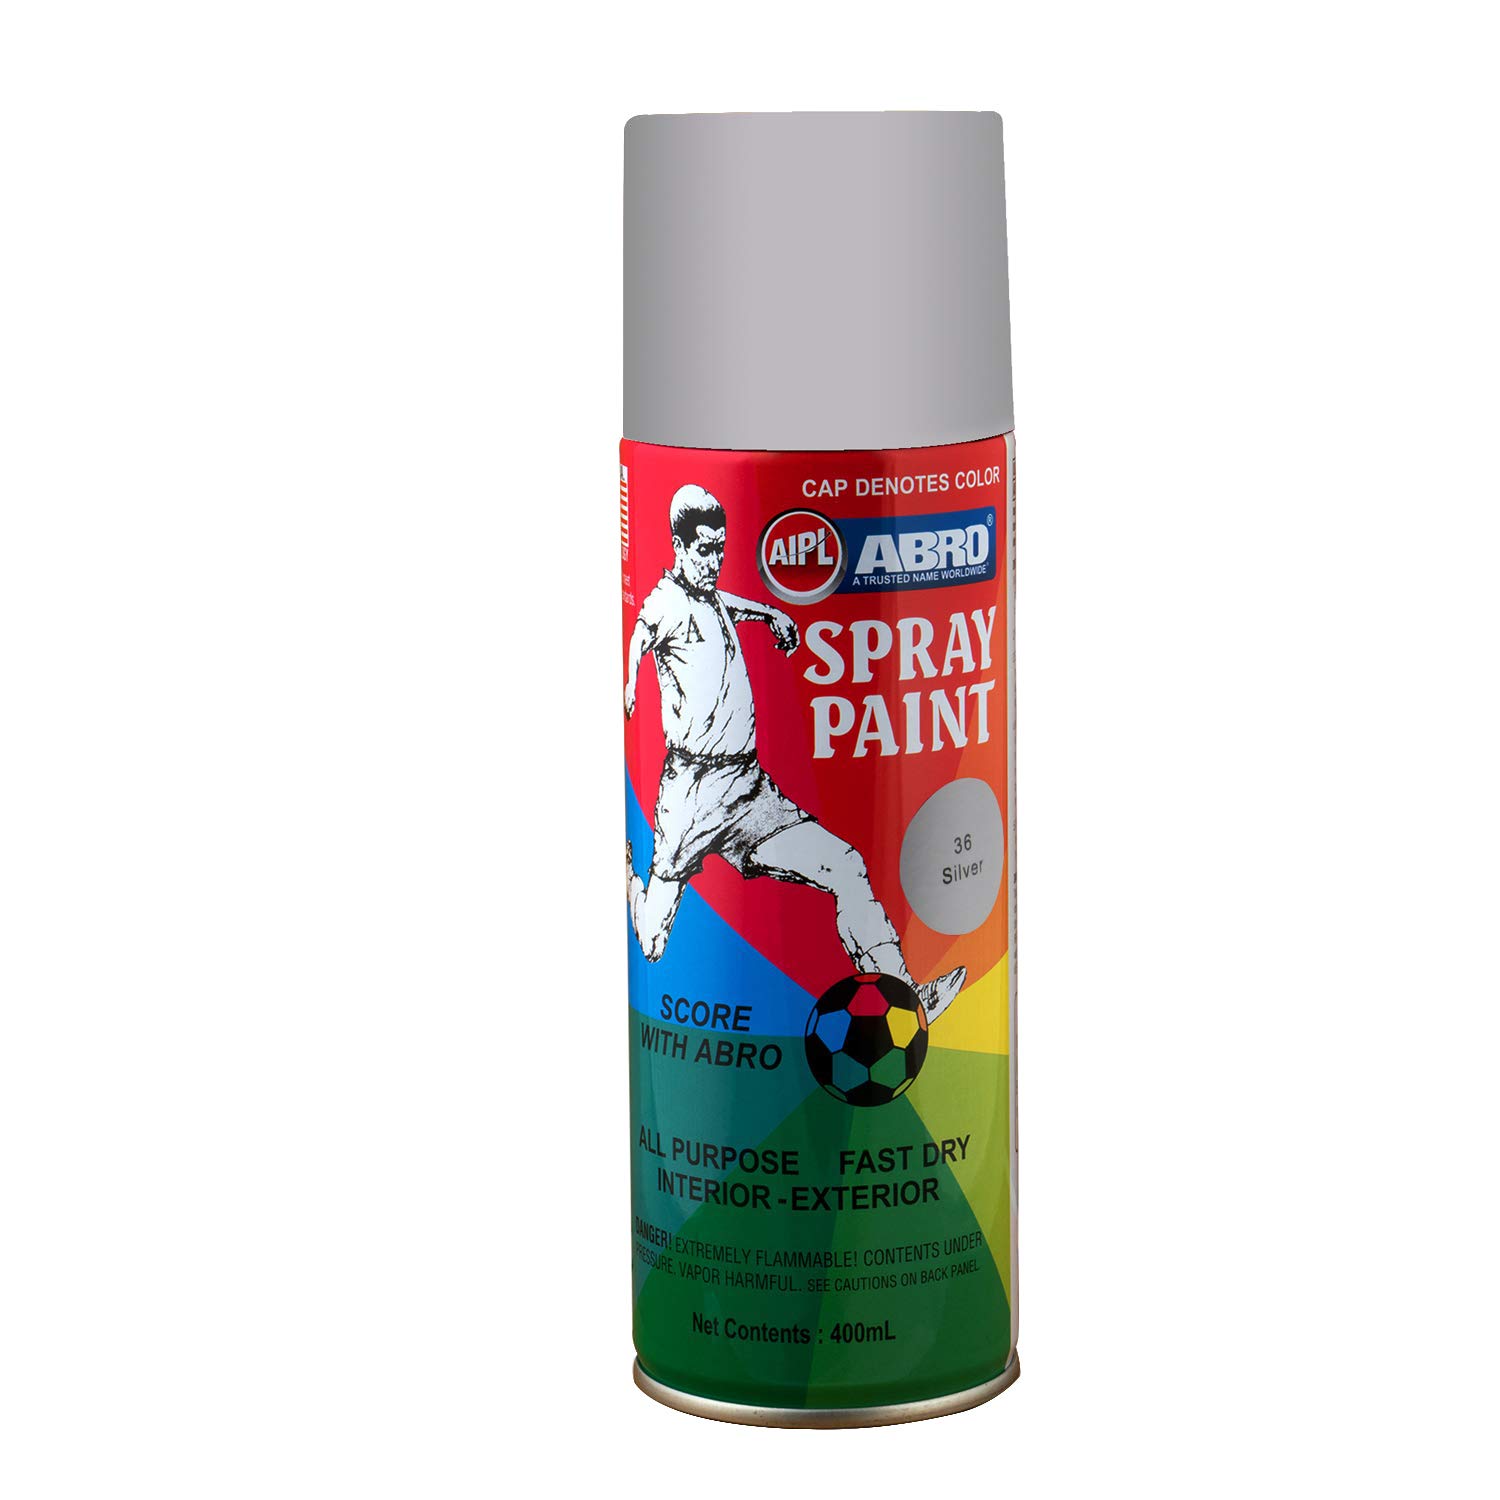 CAP DENOTES COLOR
AIPL ABRO®
A TRUSTED NAME WORLDWIDE
A
SPRAY
PAINT
36
Silver
SCORE
WITH ABRO
ALL PURPOSE FAST DRY
INTERIOR - EXTERIOR
DANGER! EXTREMELY FLAMMABLE! CONTENTS UNDER
PRESSURE. VAPOR HARMFUL. SEE CAUTIONS ON BACK PANEL
Net Contents : 400mL